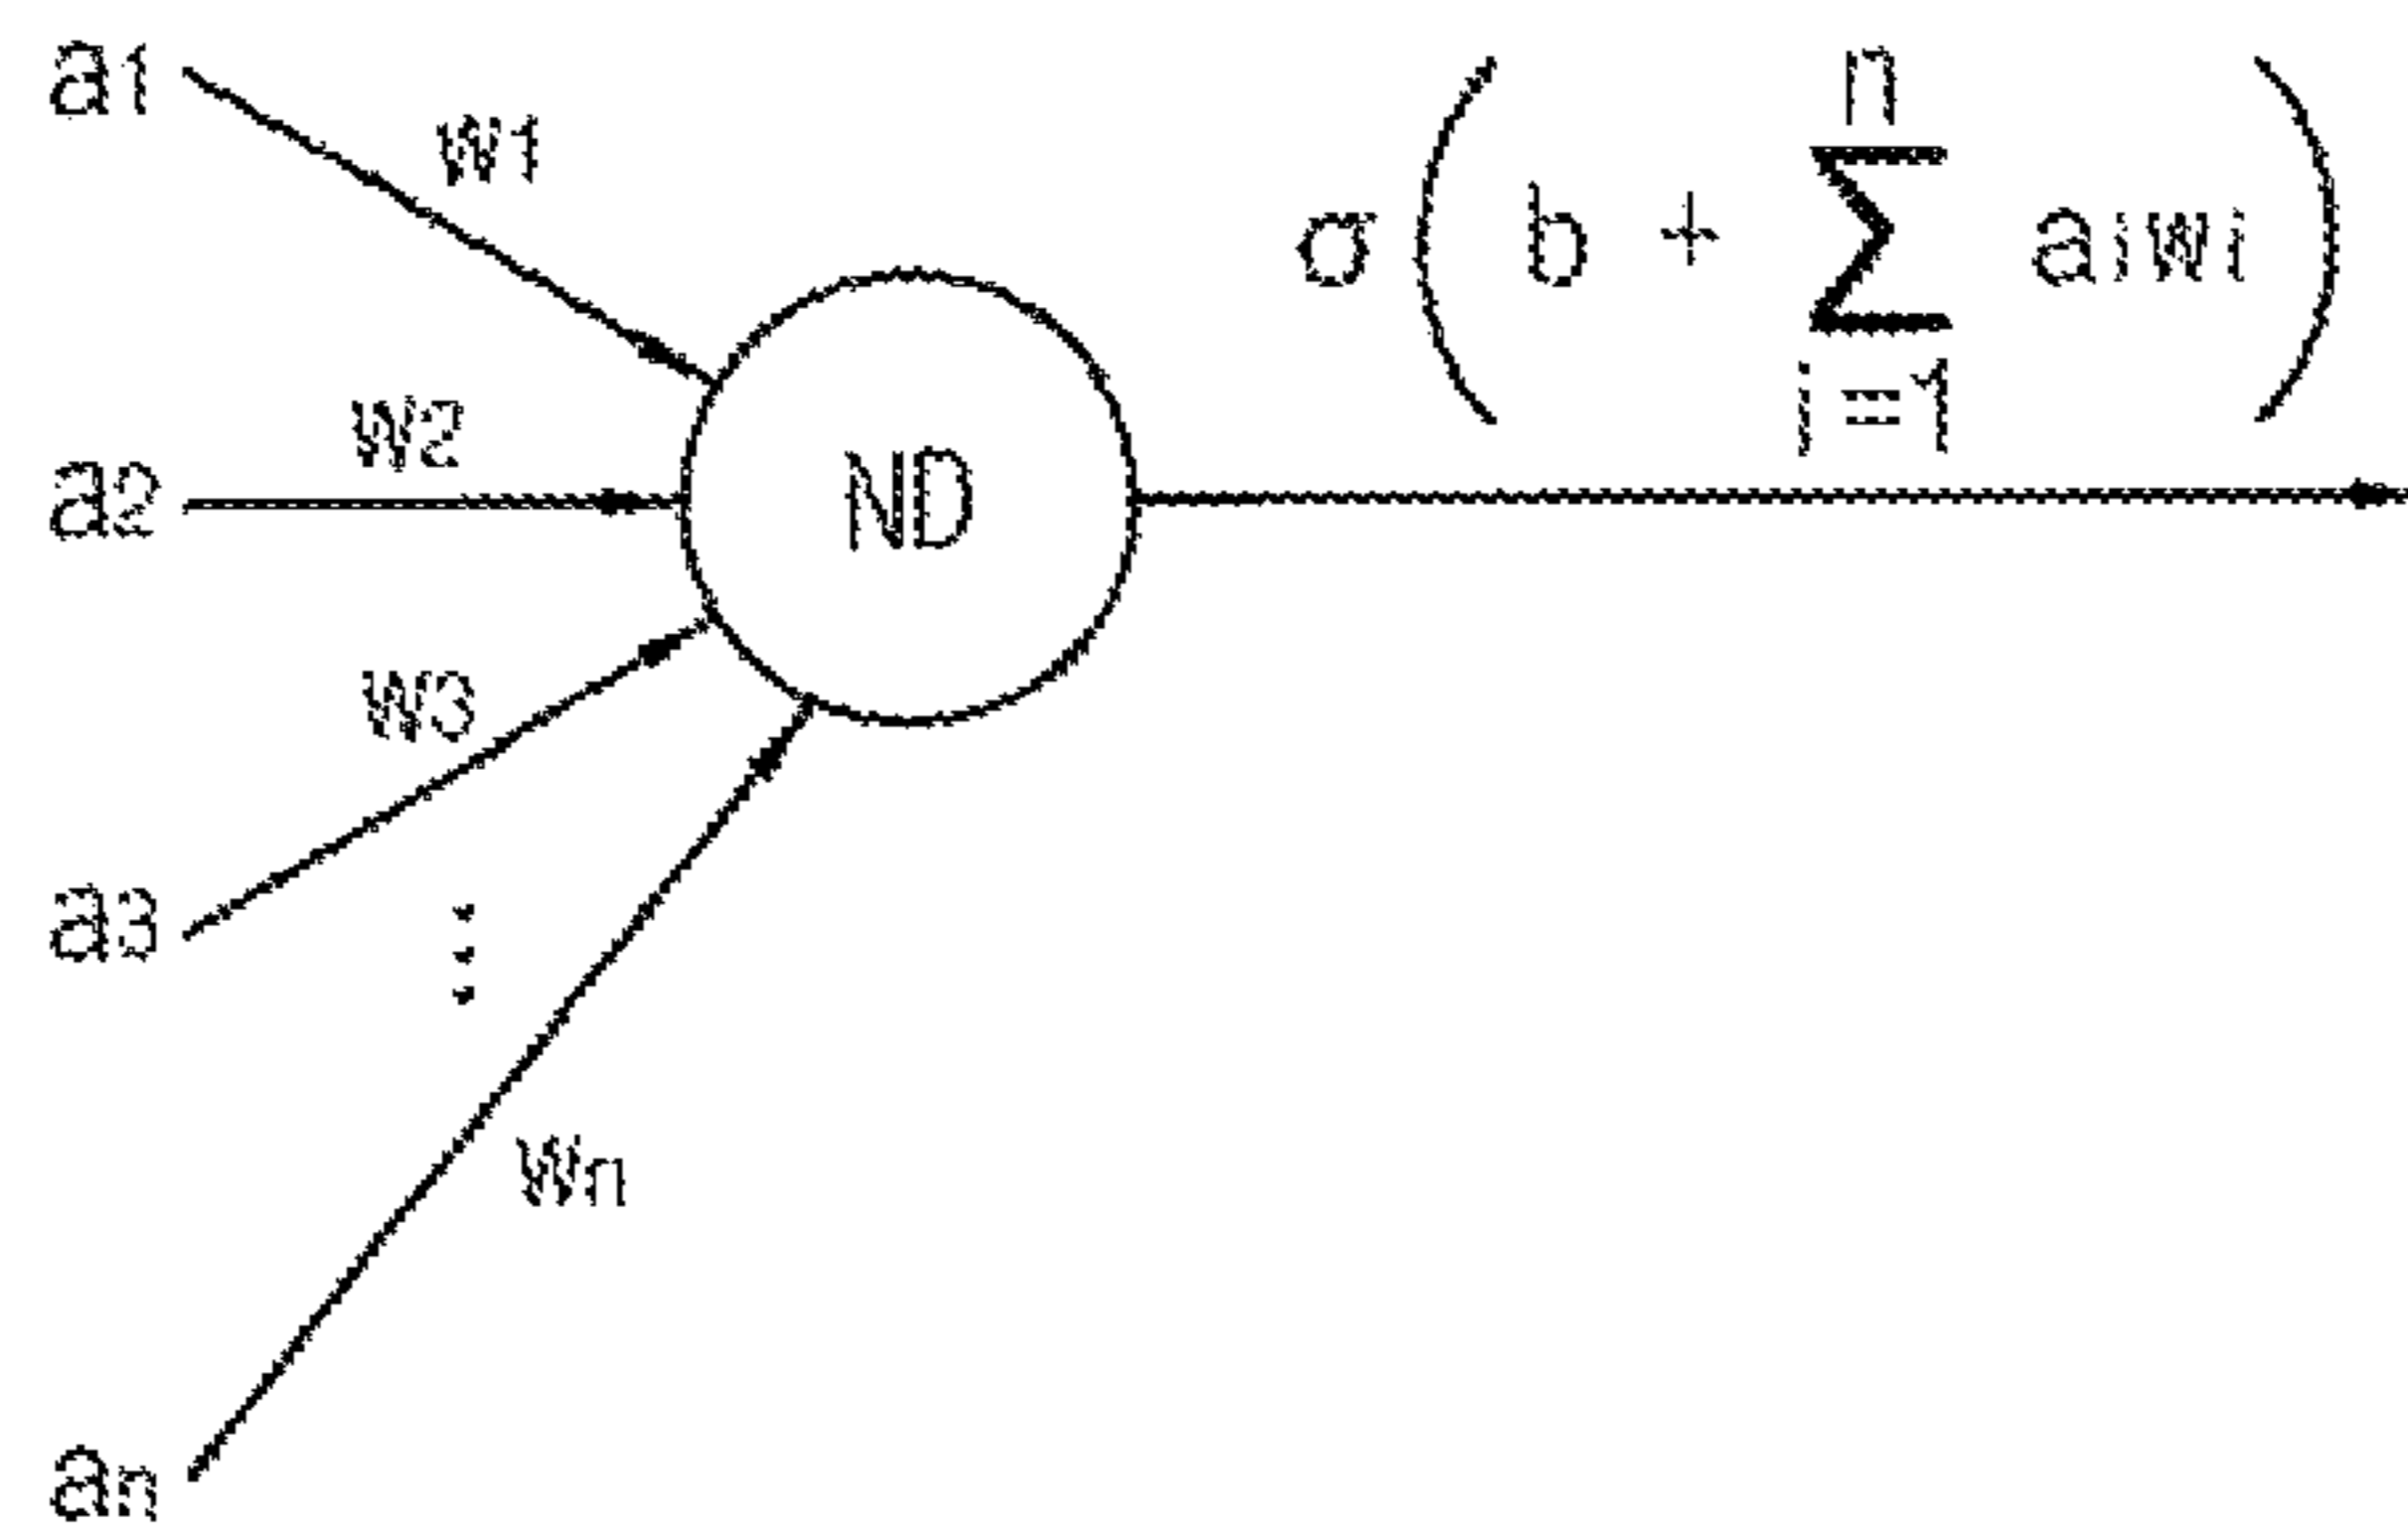 a1
W1
n
σ ( b + ∑ aiwi )
i=1
W2
a2
ND
W3
a3
⋮
Wn
an